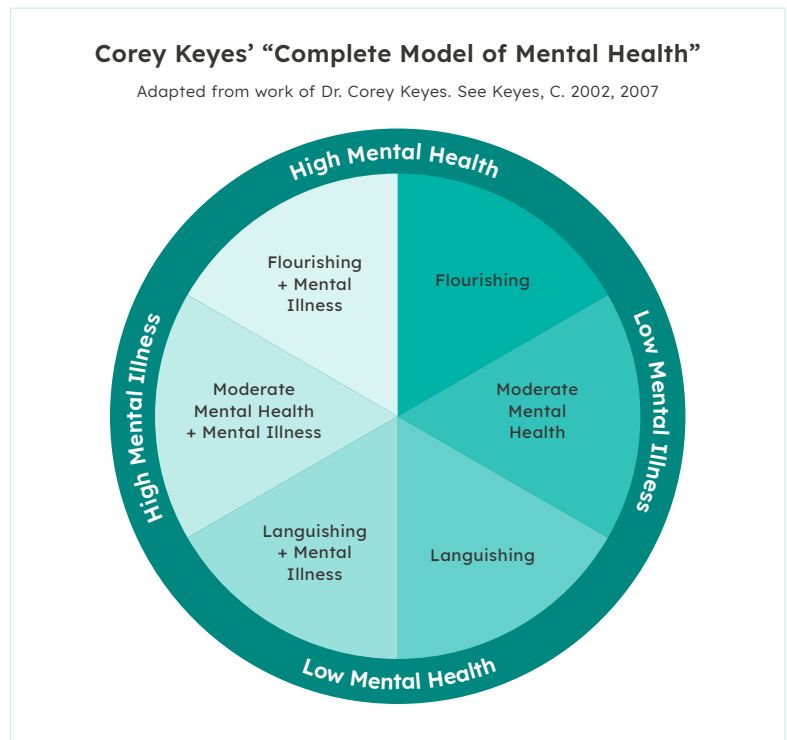 Corey Keyes’ “Complete Model of Mental Health”
Adapted from work of Dr. Corey Keyes. See Keyes, C. 2002, 2007
High Mental Health
Flourishing
+ Mental
Illness
Flourishing
High Mental Illness
Low Mental Illness
Moderate
Mental Health
+ Mental Illness
Moderate
Mental
Health
Languishing
+ Mental
Illness
Languishing
Low Mental Health